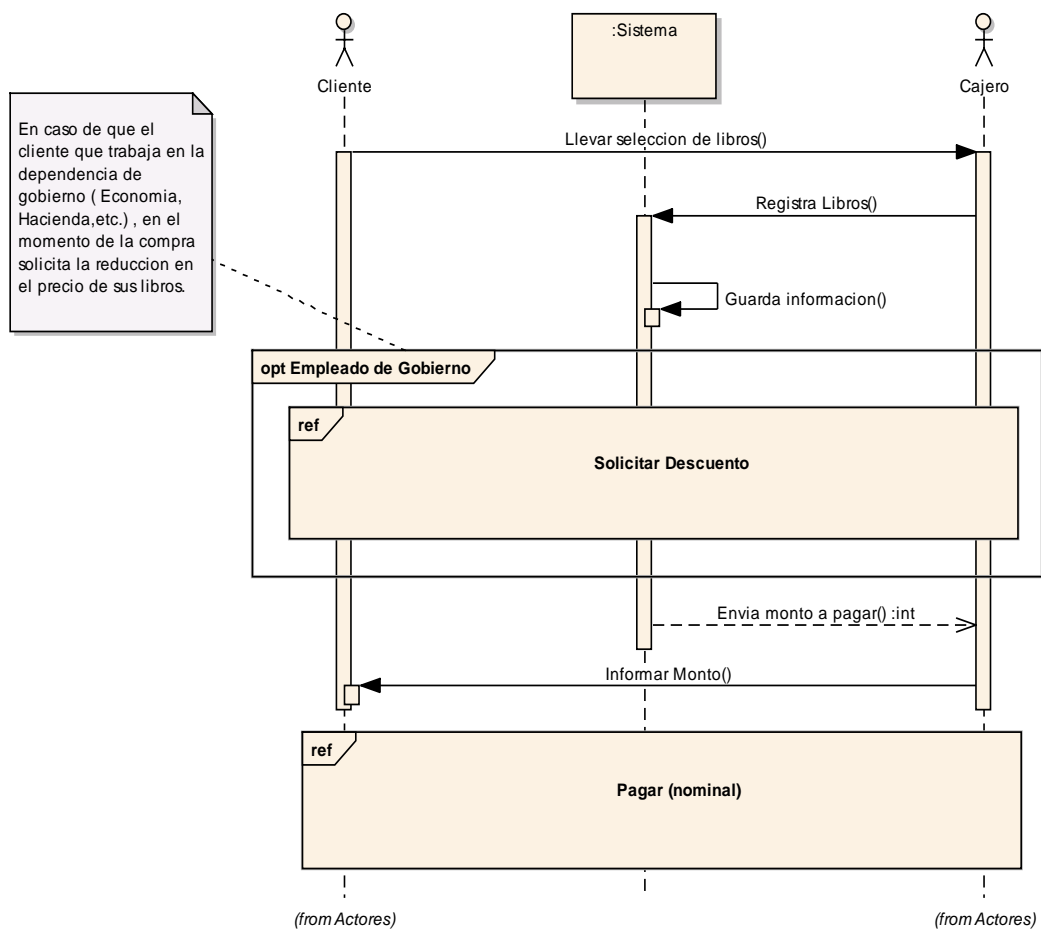 :Sistema
Cliente
Cajero
En caso de que el
cliente que trabaja en la
dependencia de
gobierno ( Economia,
Hacienda,etc.) , en el
momento de la compra
solicita la reduccion en
el precio de sus libros.
Llevar seleccion de libros()
Registra Libros()
Guarda informacion()
opt Empleado de Gobierno
ref
Solicitar Descuento
Envia monto a pagar() :int
Informar Monto()
ref
Pagar (nominal)
(from Actores)
(from Actores)